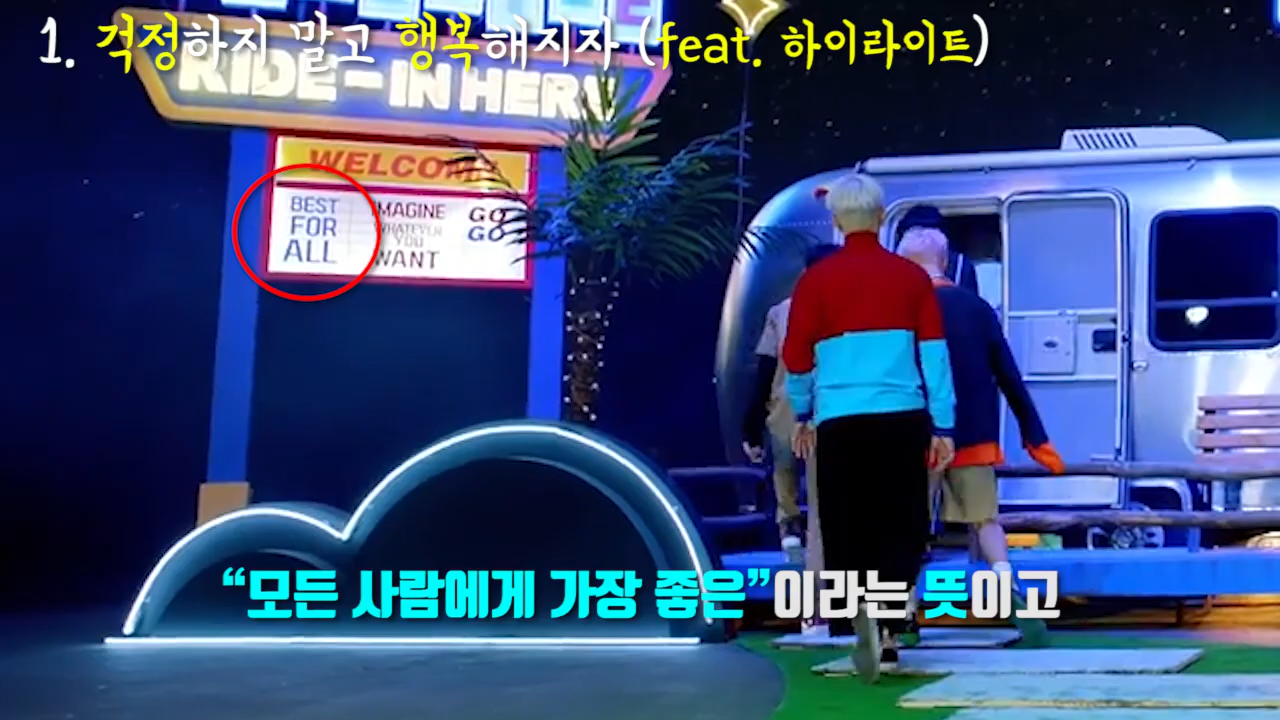 1. 걱정하지 말고 행복해지자 (feat. 하이라이트)
RIDE-IN HERE
WELCOME
BEST
FOR
ALL
IMAGINE
WHATEVER
YOU
WANT
GO
GO
“모든 사람에게 가장 좋은”이라는 뜻이고